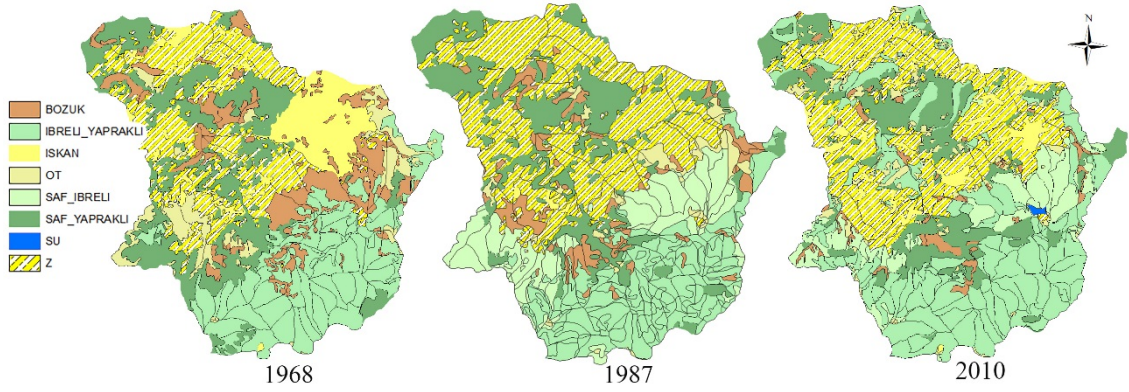 N
BOZUK
IBRELI_YAPRAKLI
ISKAN
OT
SAF_IBRELI
SAF_YAPRAKLI
SU
Z
1968
1987
2010